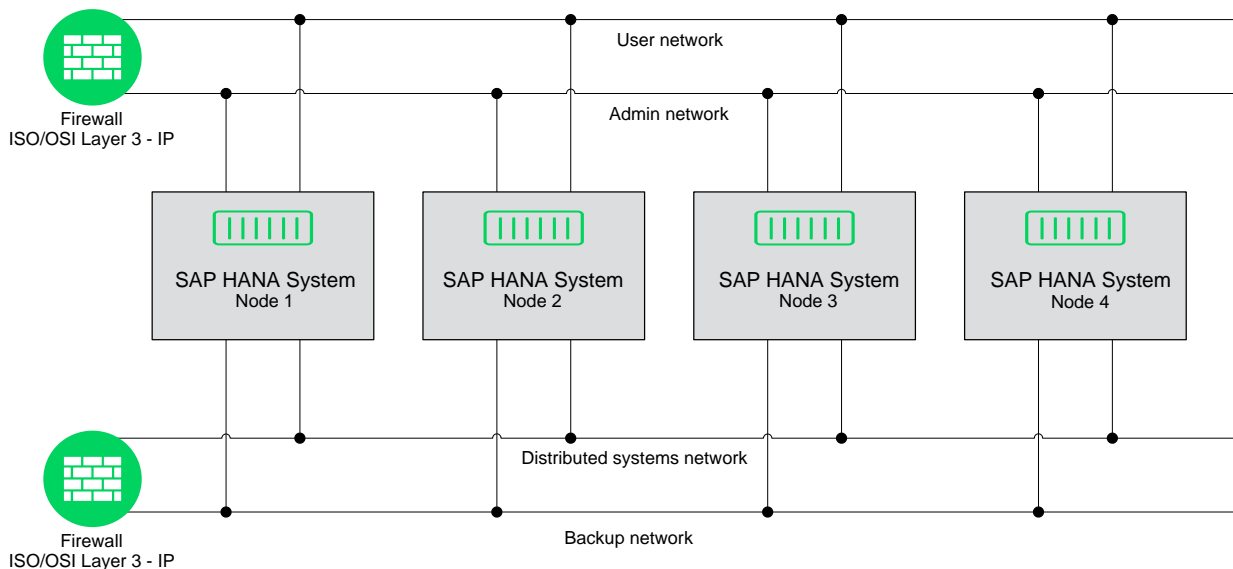 User network
Admin network
Firewall
ISO/OSI Layer 3 - IP
SAP HANA System
Node 1
SAP HANA System
Node 2
SAP HANA System
Node 3
SAP HANA System
Node 4
Distributed systems network
Backup network
Firewall
ISO/OSI Layer 3 - IP